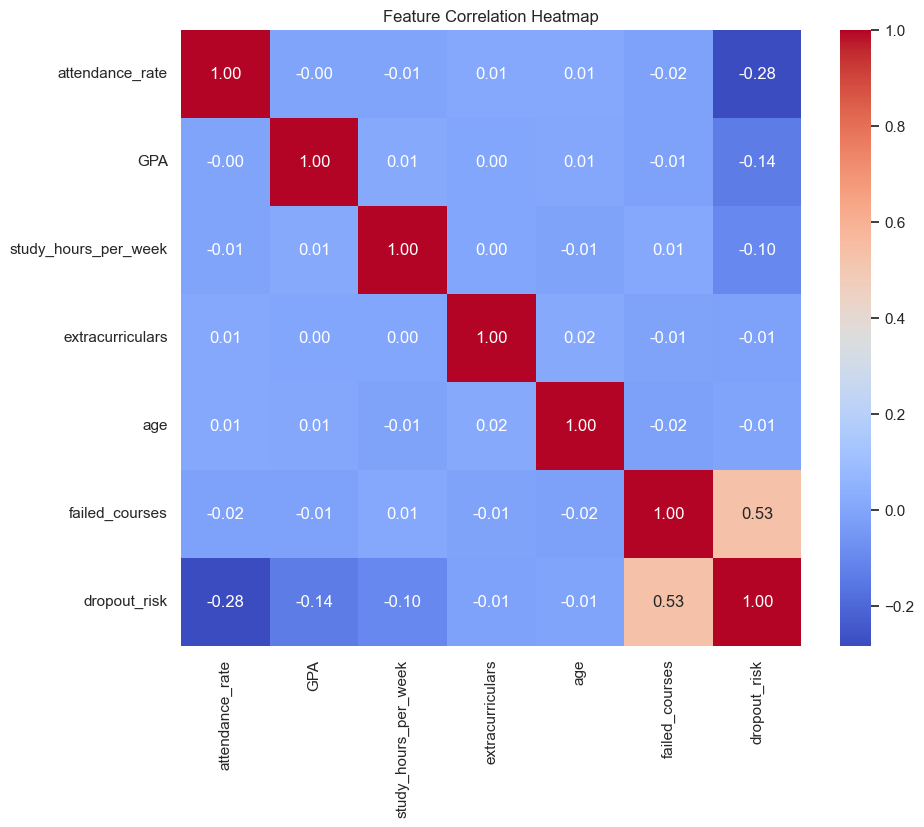 Feature Correlation Heatmap
attendance_rate 1.00 -0.00 -0.01 0.01 0.01 -0.02 -0.28
GPA -0.00 1.00 0.01 0.00 0.01 -0.01 -0.14
study_hours_per_week -0.01 0.01 1.00 0.00 -0.01 0.01 -0.10
extracurriculars 0.01 0.00 0.00 1.00 0.02 -0.01 -0.01
age 0.01 0.01 -0.01 0.02 1.00 -0.02 -0.01
failed_courses -0.02 -0.01 0.01 -0.01 -0.02 1.00 0.53
dropout_risk -0.28 -0.14 -0.10 -0.01 -0.01 0.53 1.00
attendance_rate
GPA
study_hours_per_week
extracurriculars
age
failed_courses
dropout_risk
1.0
0.8
0.6
0.4
0.2
0.0
−0.2